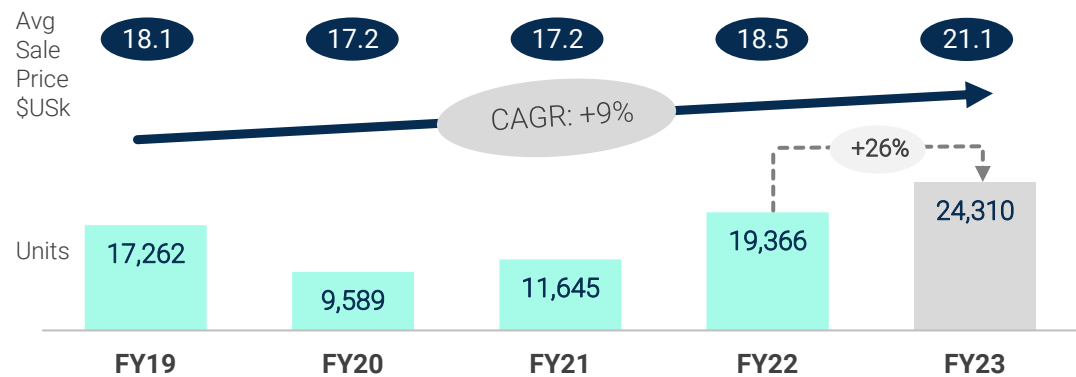 Avg
Sale
Price
$USk
18.1
17.2
17.2
18.5
21.1
CAGR: +9%
+26%
Units
17,262
9,589
11,645
19,366
24,310
FY19
FY20
FY21
FY22
FY23